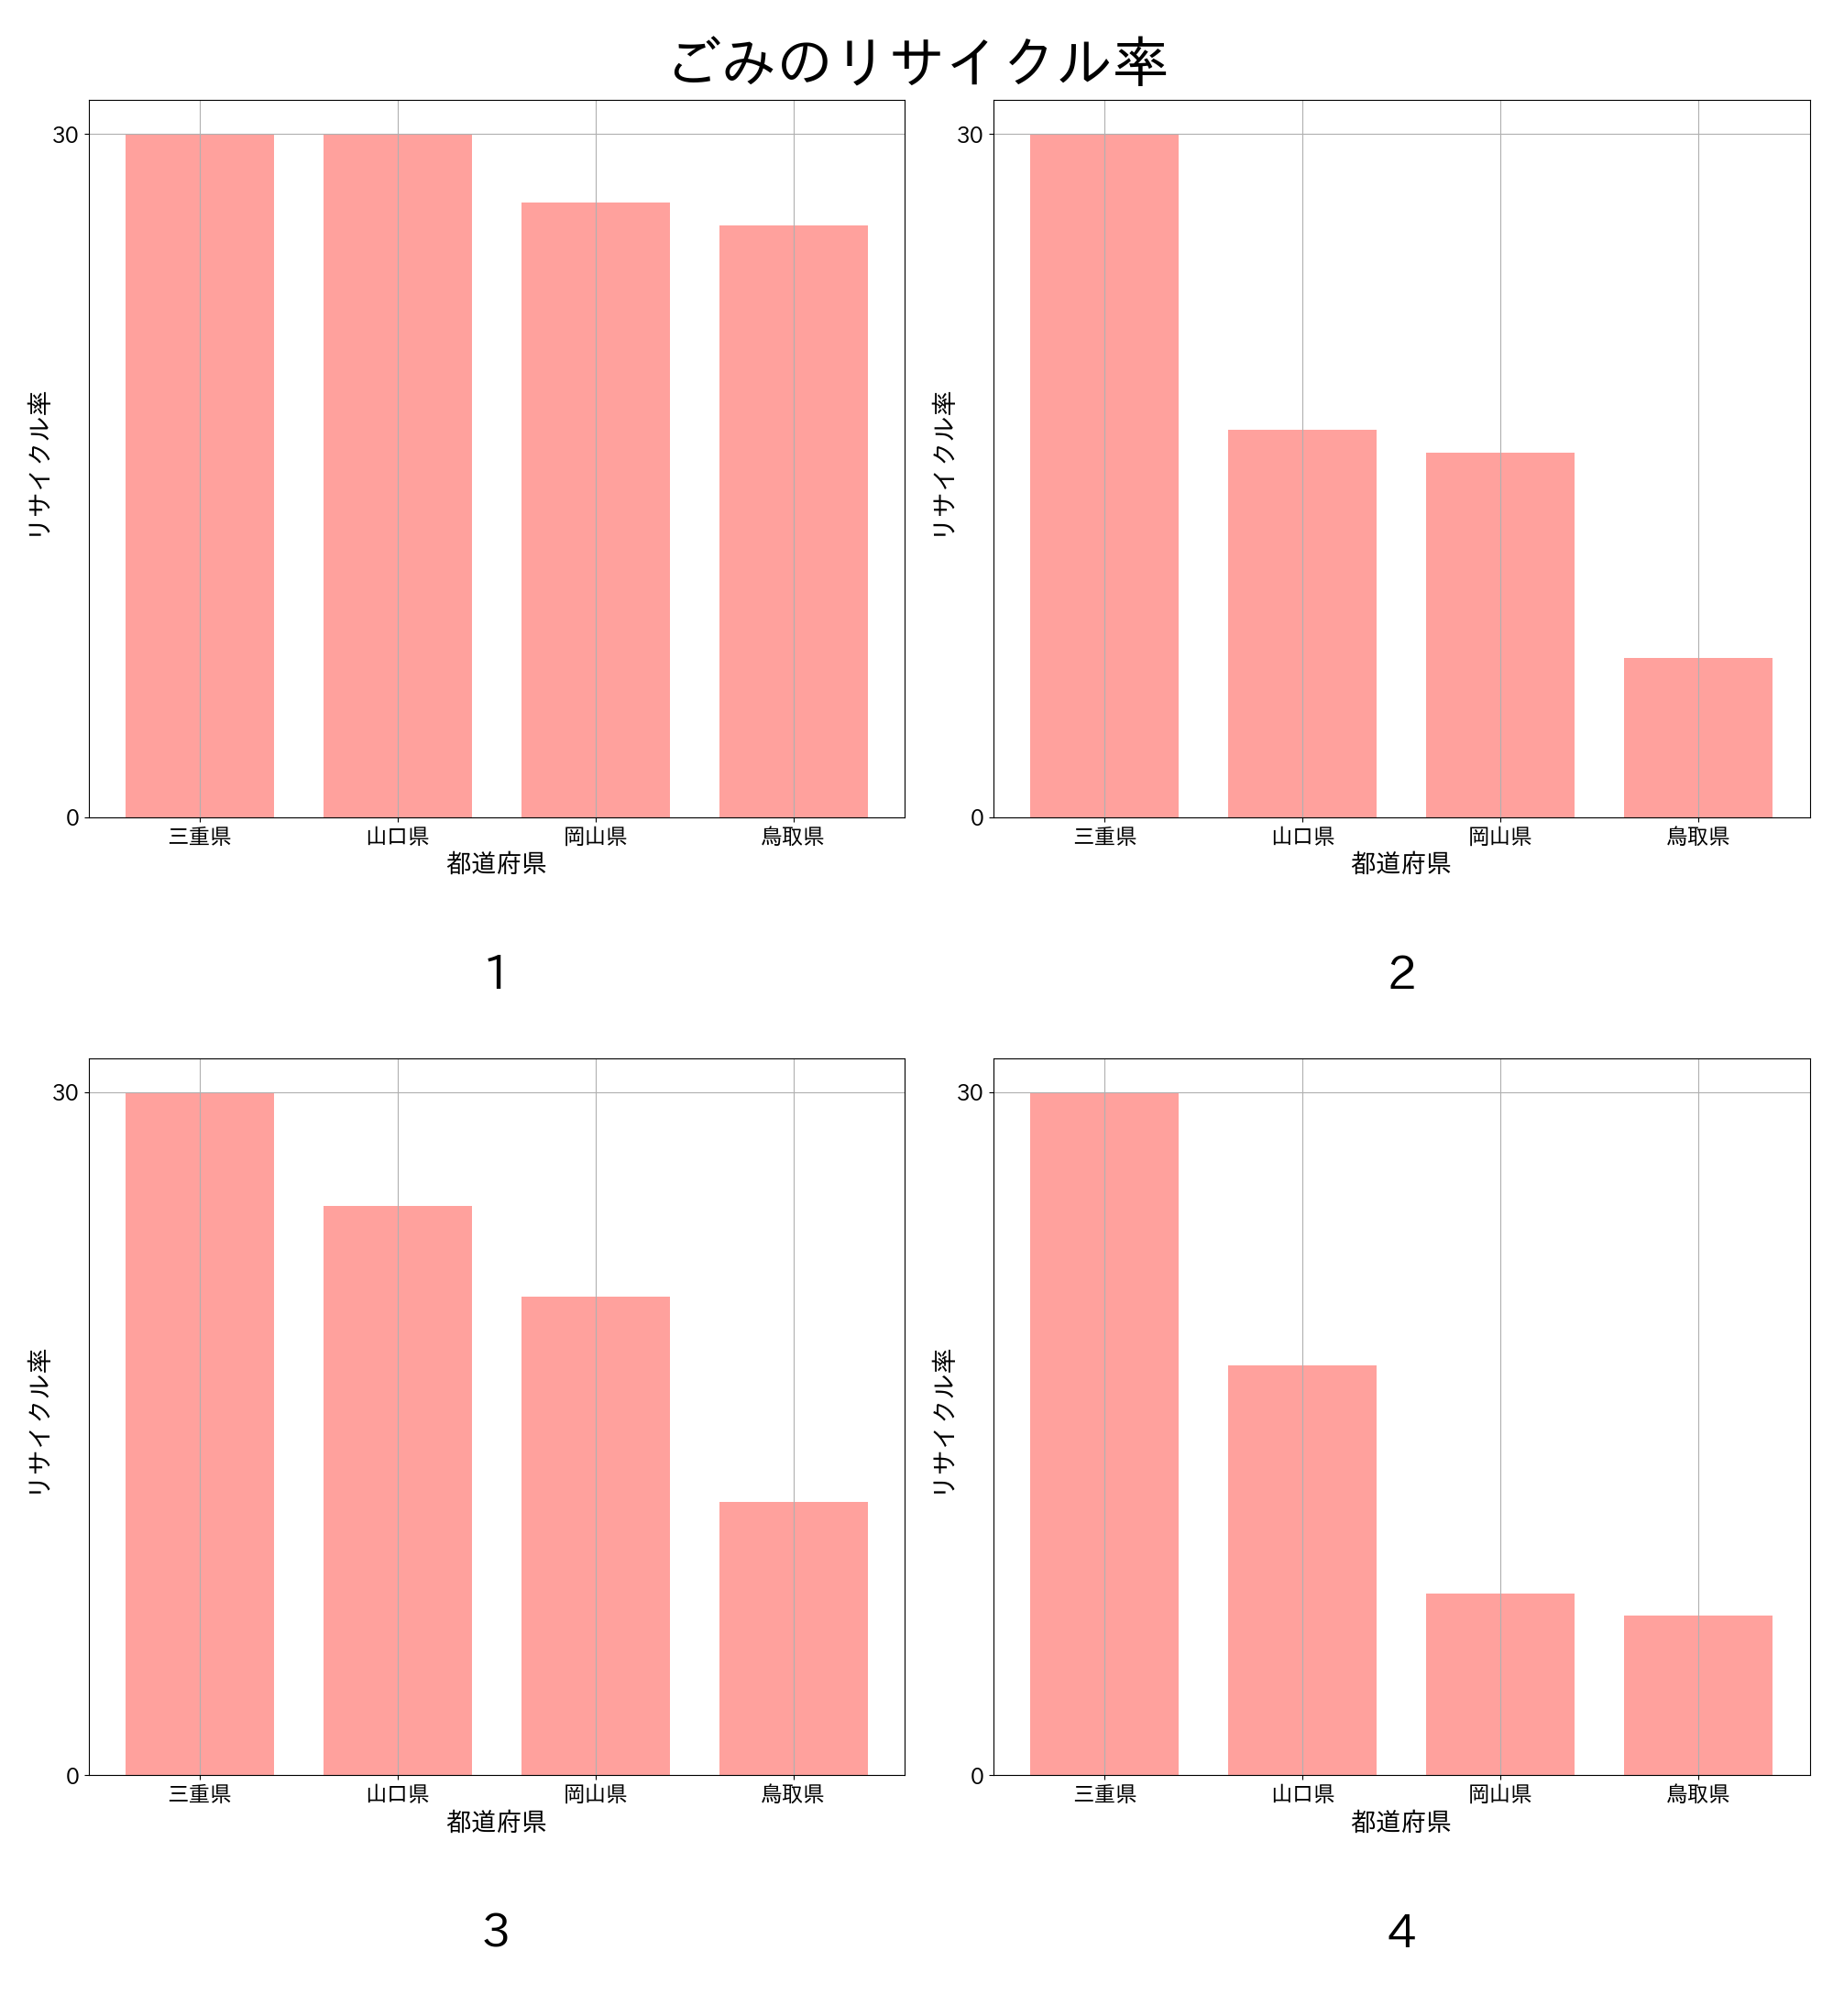 ごみのリサイクル率
30
0
リサイクル率
三重県 山口県 岡山県 鳥取県
都道府県
1
30
0
リサイクル率
三重県 山口県 岡山県 鳥取県
都道府県
2
30
0
リサイクル率
三重県 山口県 岡山県 鳥取県
都道府県
3
30
0
リサイクル率
三重県 山口県 岡山県 鳥取県
都道府県
4